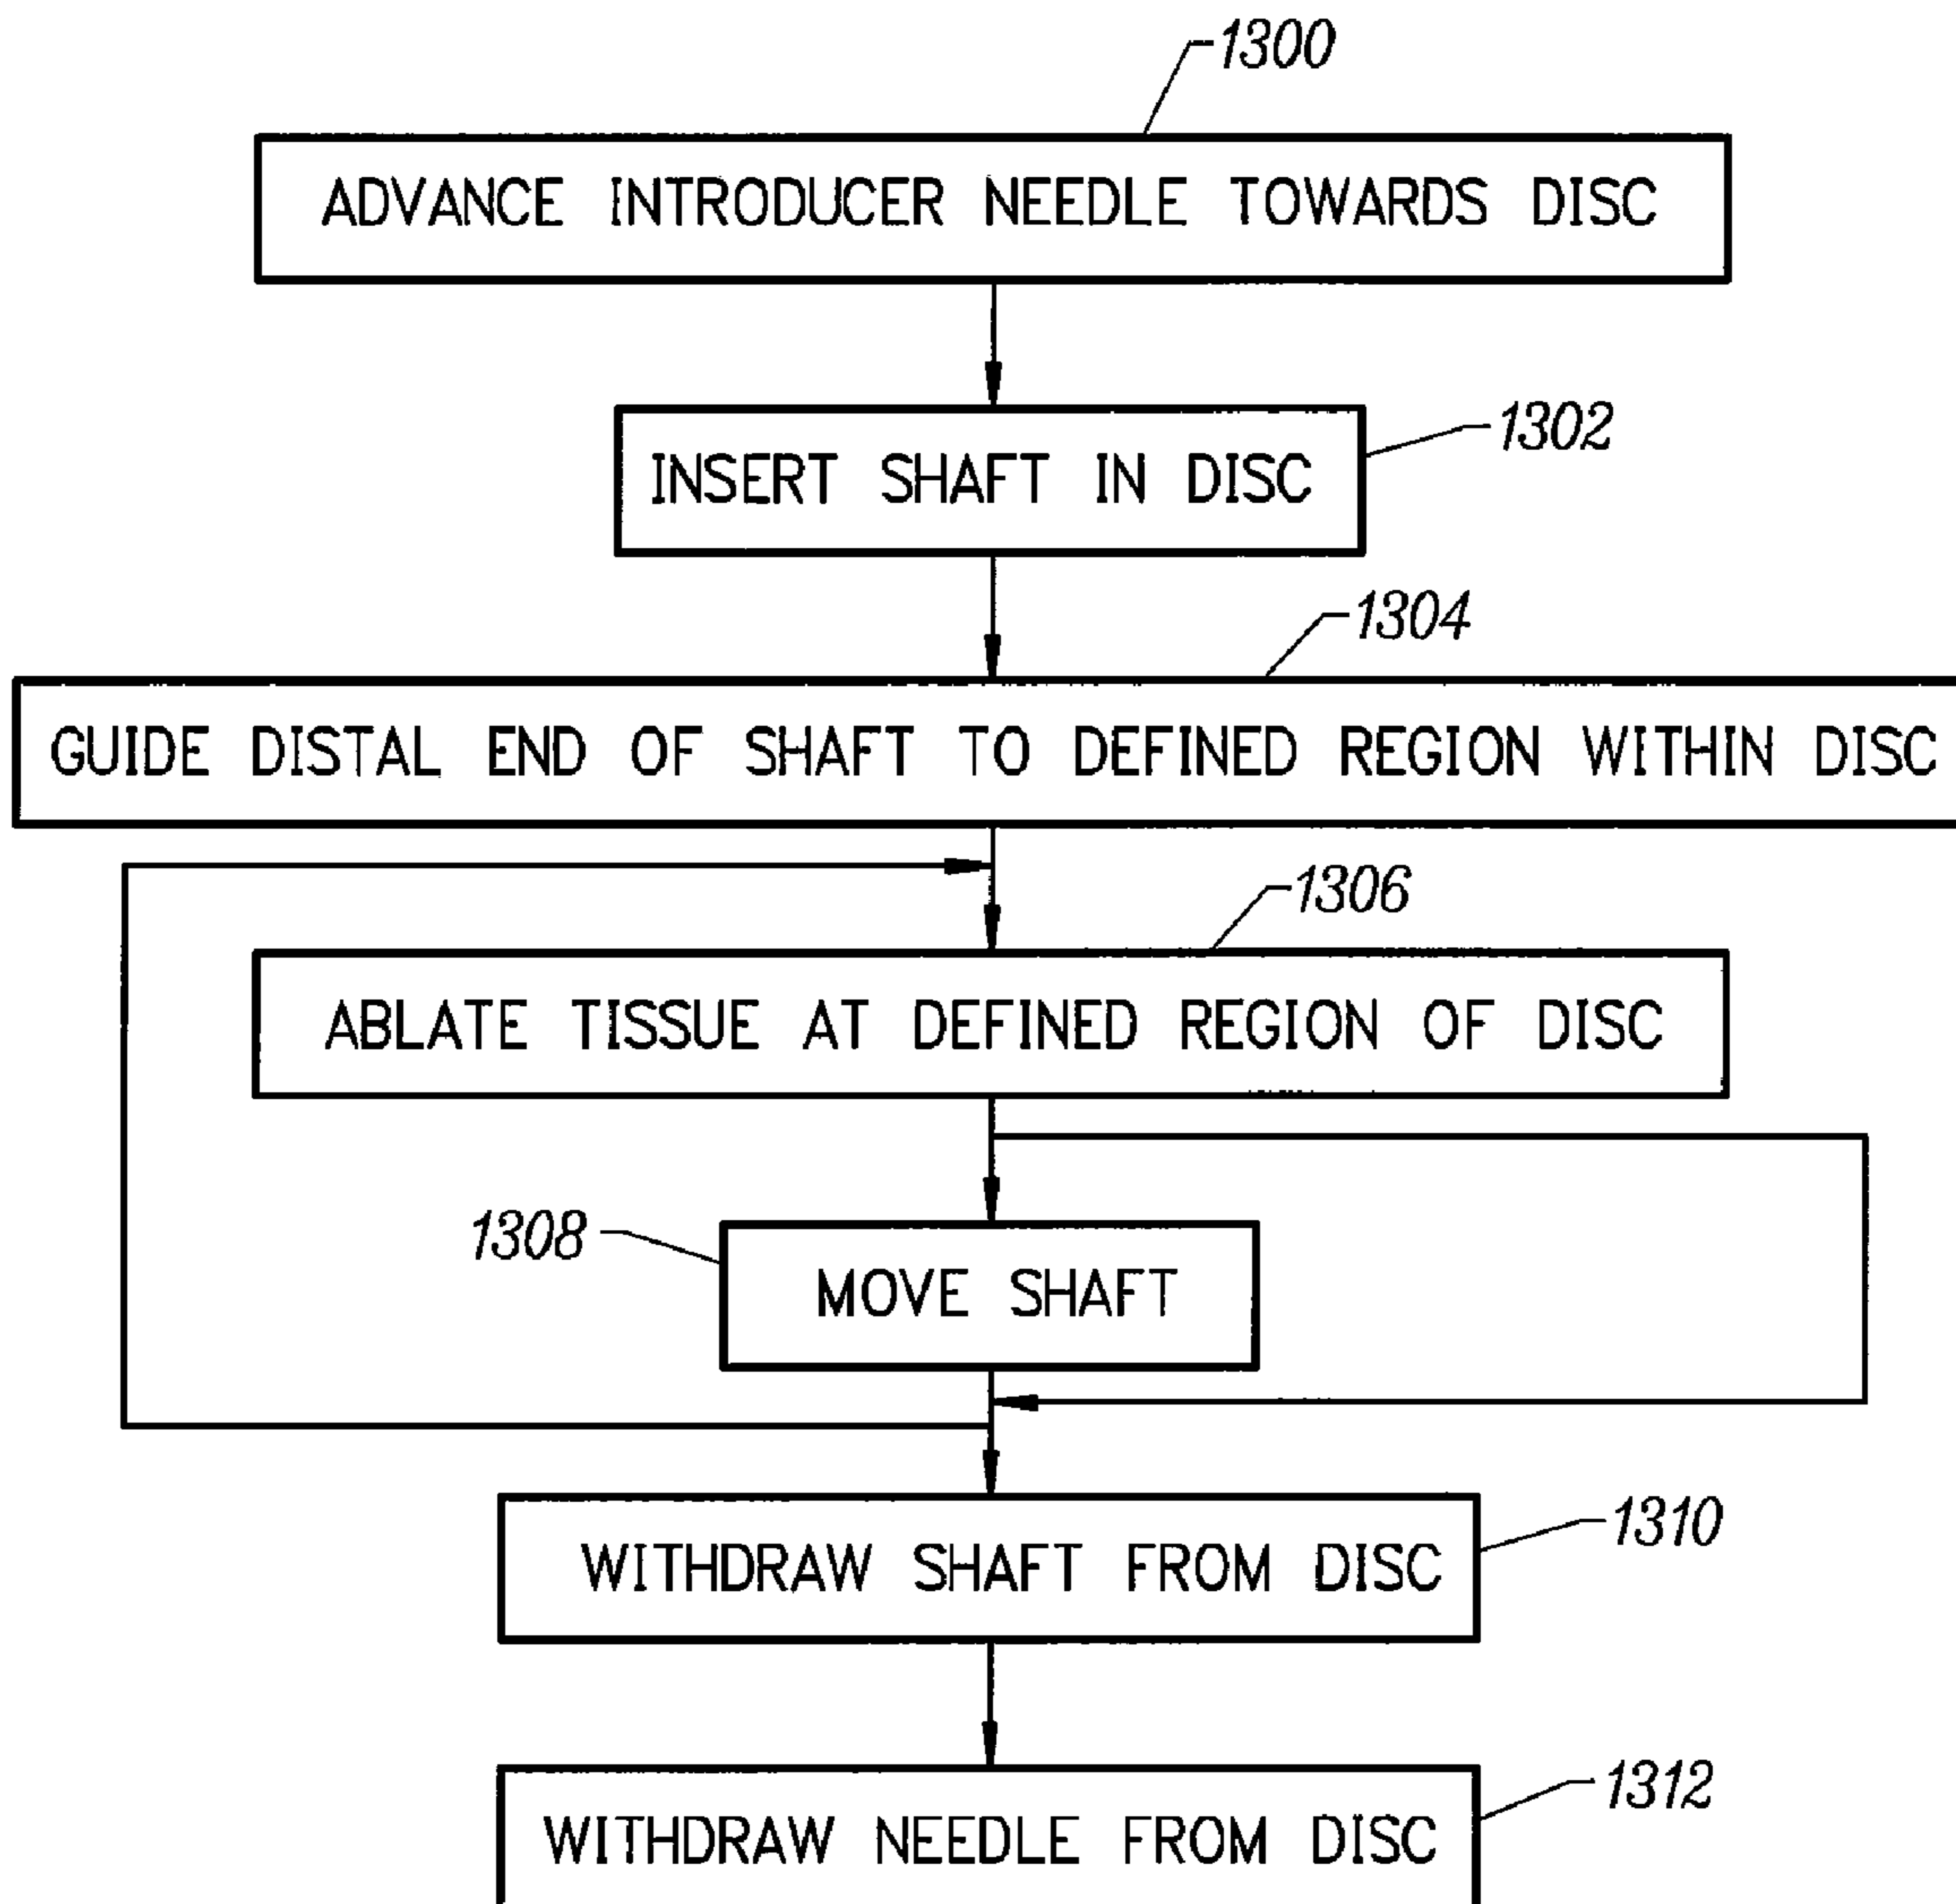 1300
ADVANCE INTRODUCER NEEDLE TOWARDS DISC
1302
INSERT SHAFT IN DISC
1304
GUIDE DISTAL END OF SHAFT TO DEFINED REGION WITHIN DISC
1306
ABLATE TISSUE AT DEFINED REGION OF DISC
1308
MOVE SHAFT
1310
WITHDRAW SHAFT FROM DISC
1312
WITHDRAW NEEDLE FROM DISC